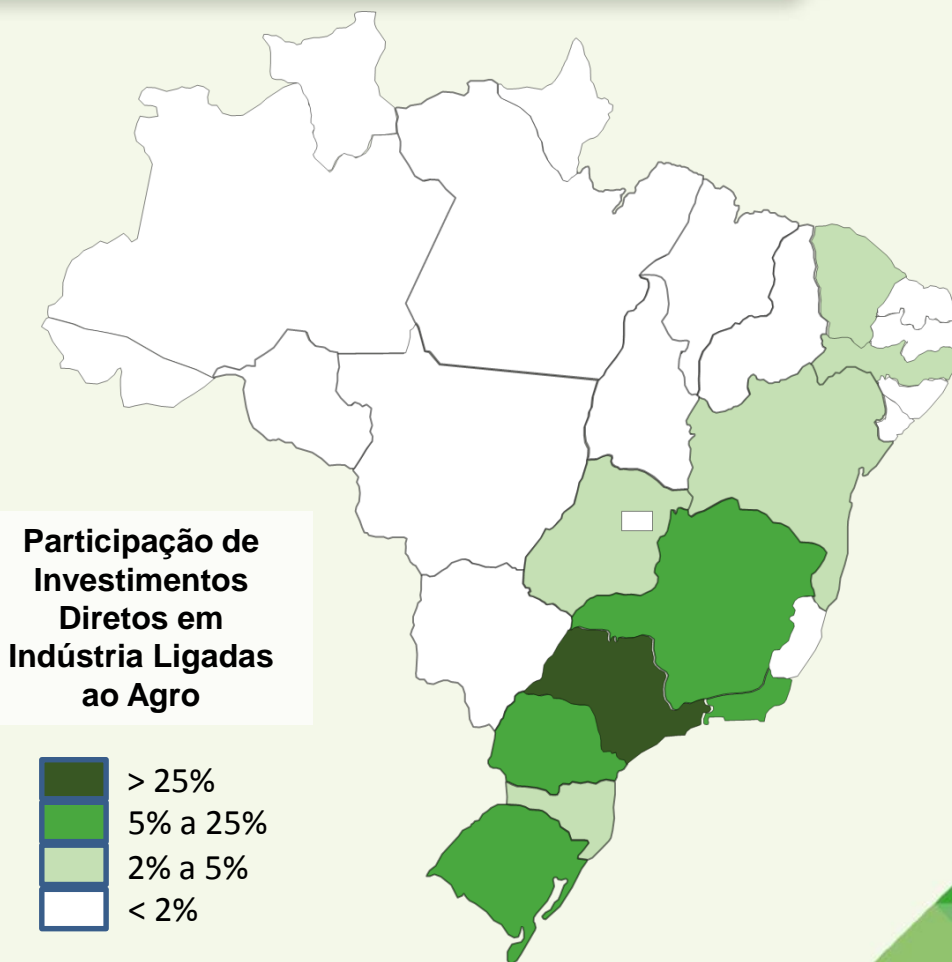 Participação de
Investimentos
Diretos em
Indústria Ligadas
ao Agro
> 25%
5% a 25%
2% a 5%
< 2%